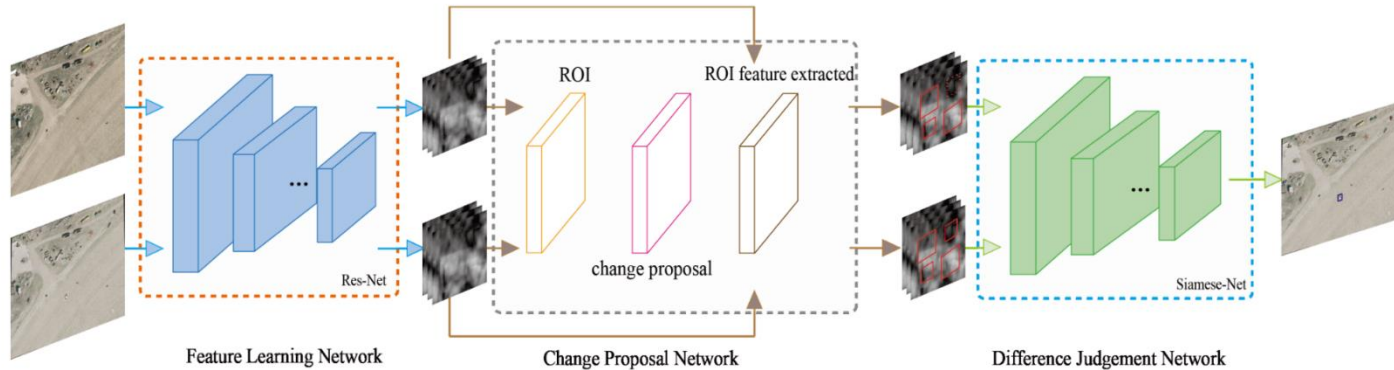 ROI
ROI feature extracted
...
...
change proposal
Res-Net
Siamese-Net
Feature Learning Network
Change Proposal Network
Difference Judgement Network